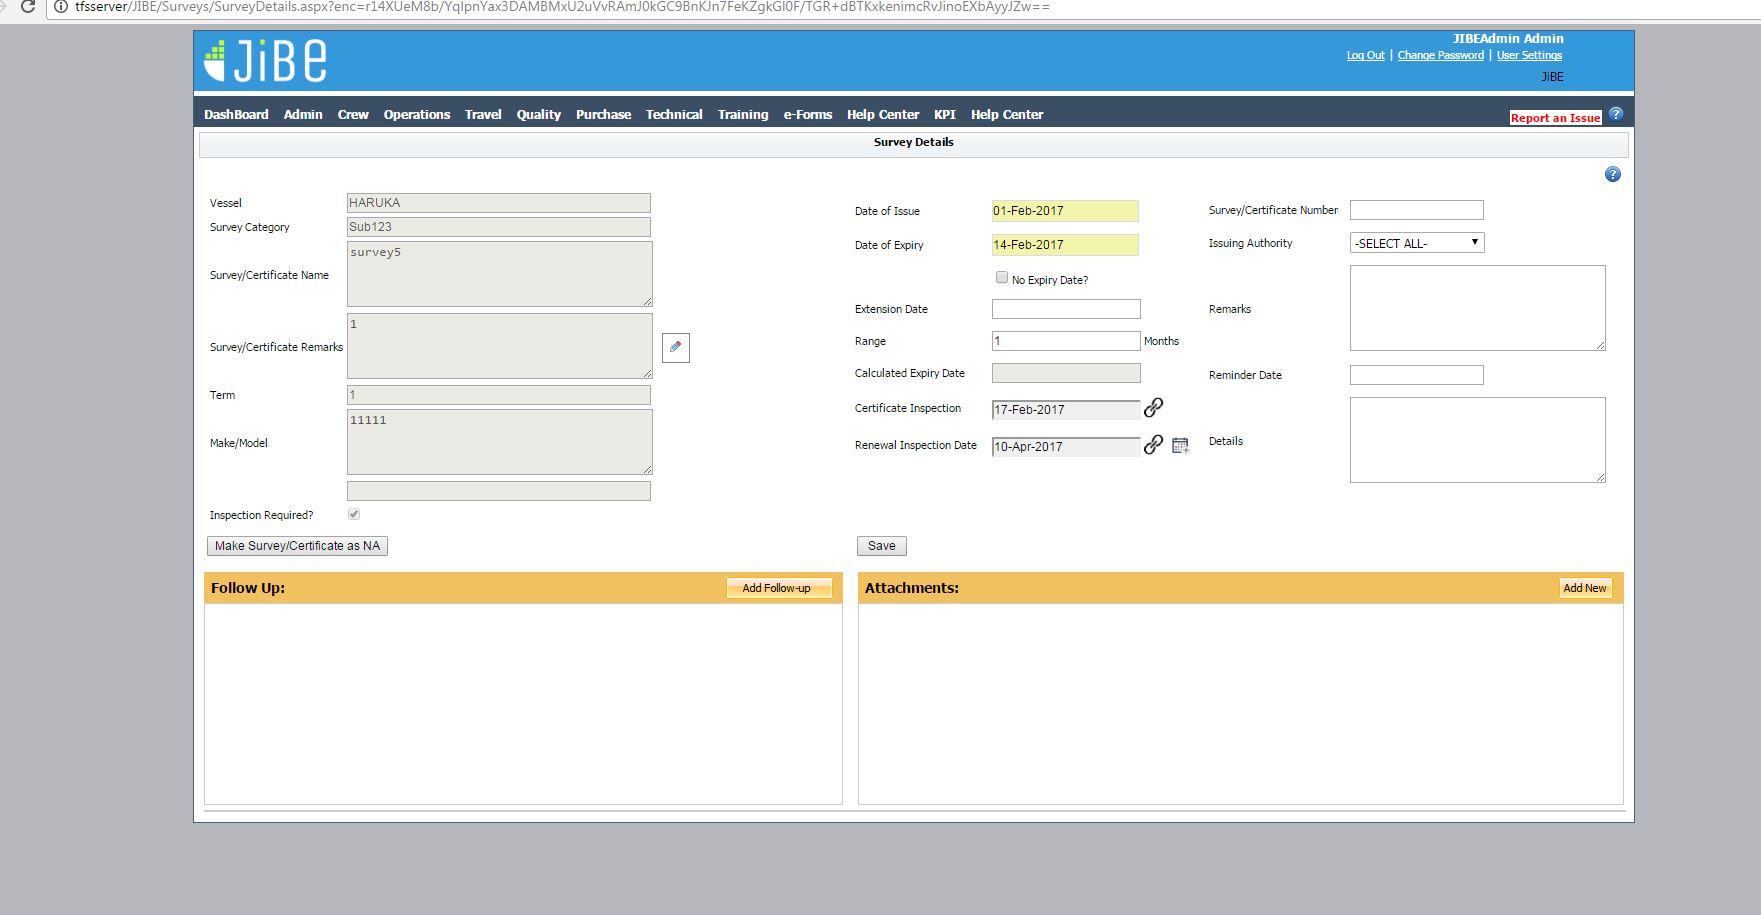 tfsserver/JIBE/Surveys/SurveyDetails.aspx?enc=r14XUeM8b/YqIpnYax3DAMBMxU2uVvRAmJ0kGC9BnKJn7FeKZgkGl0F/TGR+dBTKxkenimcRvJinoEXbAyyJZw==
JiBE
JIBEAdmin Admin
Log Out | Change Password | User Settings
JiBE
DashBoard Admin Crew Operations Travel Quality Purchase Technical Training e-Forms Help Center KPI Help Center
Report an Issue ?
Survey Details
?
Vessel HARUKA
Survey Category Sub123
Survey/Certificate Name survey5
Survey/Certificate Remarks 1
Term 1
Make/Model 11111
Inspection Required?
Make Survey/Certificate as NA
Date of Issue 01-Feb-2017
Date of Expiry 14-Feb-2017
No Expiry Date?
Extension Date
Range 1 Months
Calculated Expiry Date
Certificate Inspection 17-Feb-2017
Renewal Inspection Date 10-Apr-2017
Save
Survey/Certificate Number
Issuing Authority -SELECT ALL-
Remarks
Reminder Date
Details
Follow Up: Add Follow-up
Attachments: Add New